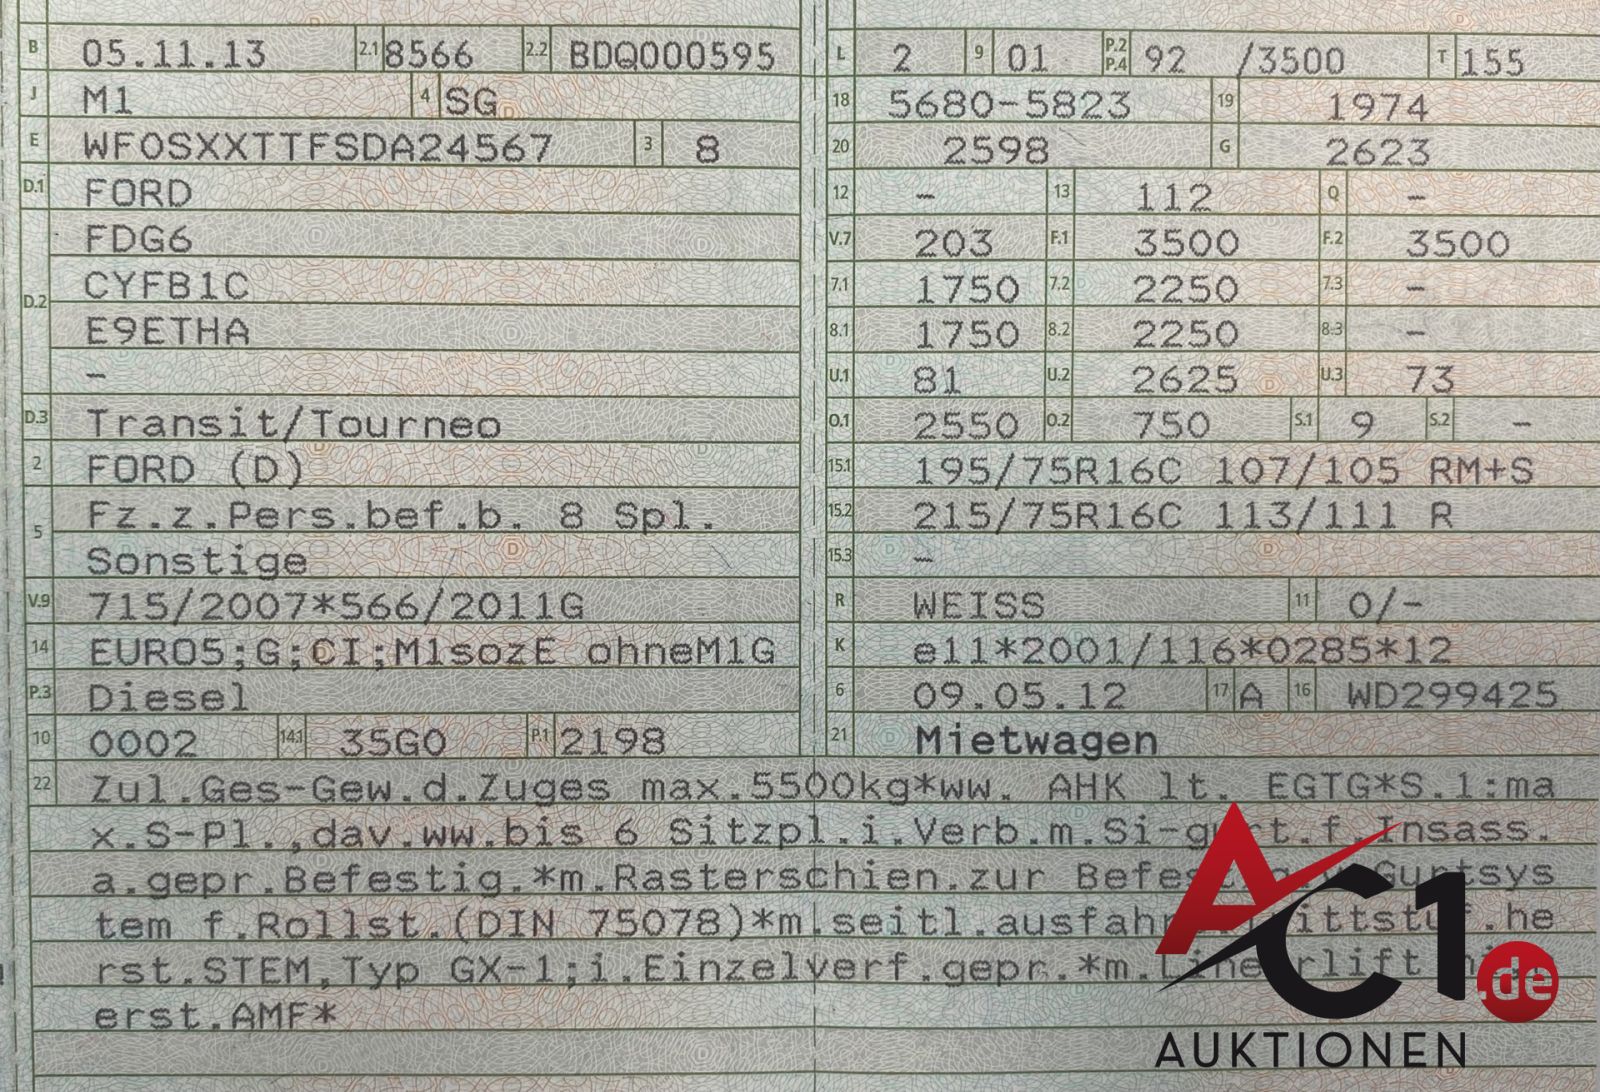 B 05.11.13 2.1 8566 2.2 BDQ000595
J M1 4 SG
E WF0SXXTTFSDA24567 3 8
D.1 FORD
FDG6
D.2 CYFB1C
E9ETHA
–
D.3 Transit/Tourneo
2 FORD (D)
5 Fz.z.Pers.bef.b. 8 Spl.
Sonstige
V.9 715/2007*566/2011G
14 EURO5;G;CI;M1sozE ohneM1G
P.3 Diesel
10 0002 14.1 35G0 P.1 2198
L 2 9 01 P.2 P.4 92 /3500 T 155
18 5680-5823 19 1974
20 2598 G 2623
12 – 13 112 Q –
V.7 203 F.1 3500 F.2 3500
7.1 1750 7.2 2250 7.3 –
8.1 1750 8.2 2250 8.3 –
U.1 81 U.2 2625 U.3 73
O.1 2550 O.2 750 S.1 9 S.2 –
15.1 195/75R16C 107/105 RM+S
15.2 215/75R16C 113/111 R
15.3 –
R WEISS 11 0/-
K e11*2001/116*0285*12
6 09.05.12 17 A 16 WD299425
21 Mietwagen
22 Zul.Ges-Gew.d.Zuges max.5500kg*ww. AHK lt. EGTG*S.1:ma
x.S-Pl.,dav.ww.bis 6 Sitzpl.i.Verb.m.Si-gurt.f.Insass.
a.gepr.Befestig.*m.Rasterschien.zur Gurtsys
tem f.Rollst.(DIN 75078)*m.seitl.ausfahr .he
rst.STEM,Typ GX-1;i.Einzelverf.gepr.*m.
erst.AMF*
AC1.de
AUKTIONEN